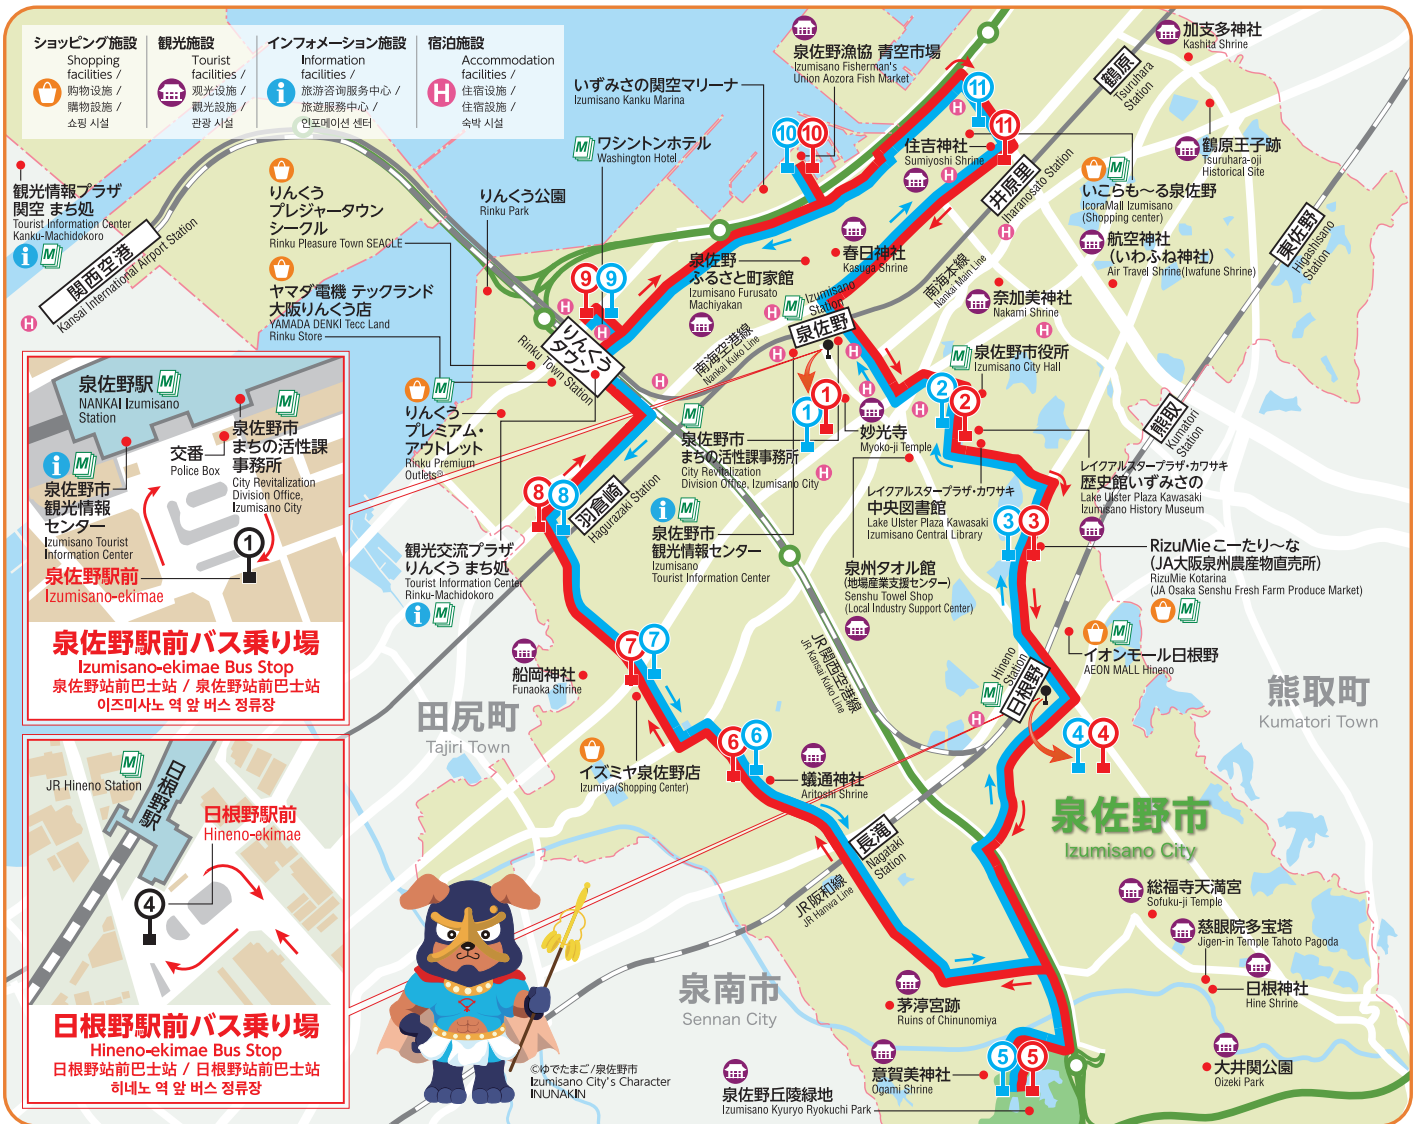 ショッピング施設
Shopping
facilities /
购物设施 /
購物設施 /
쇼핑 시설
観光施設
Tourist
facilities /
观光设施 /
觀光設施 /
관광 시설
インフォメーション施設
Information
facilities /
旅游咨询服务中心 /
旅遊服務中心 /
인포메이션 센터
宿泊施設
Accommodation
facilities /
住宿设施 /
住宿設施 /
숙박 시설
観光情報プラザ
関空 まち処
Tourist Information Center
Kanku-Machidokoro
関西空港
Kansai International Airport Station
りんくう
プレジャータウン
シークル
Rinku Pleasure Town SEACLE
ヤマダ電機 テックランド
大阪りんくう店
YAMADA DENKI Tecc Land
Rinku Store
りんくう公園
Rinku Park
ワシントンホテル
Washington Hotel
いずみさの関空マリーナ
Izumisano Kanku Marina
泉佐野漁協 青空市場
Izumisano Fisherman's
Union Aozora Fish Market
加支多神社
Kashita Shrine
鶴原
Tsuruhara
Station
鶴原王子跡
Tsuruhara-oji
Historical Site
住吉神社
Sumiyoshi Shrine
井原里
Iharanosato Station
いこらも〜る泉佐野
IcoraMall Izumisano
(Shopping center)
航空神社
（いわふね神社）
Air Travel Shrine(Iwafune Shrine)
東佐野
Higashisano
Station
春日神社
Kasuga Shrine
泉佐野
ふるさと町家館
Izumisano Furusato
Machiyakan
南海本線
Nankai Main Line
奈加美神社
Nakami Shrine
Izumisano
Station
泉佐野
南海空港線
Nankai Kuko Line
りんくう
タウン
Rinku Town Station
泉佐野市役所
Izumisano City Hall
熊取
Kumatori
Station
りんくう
プレミアム・
アウトレット
Rinku Premium
Outlets®
泉佐野市
まちの活性課事務所
City Revitalization
Division Office, Izumisano City
妙光寺
Myoko-ji Temple
レイクアルスタープラザ・カワサキ
歴史館いずみさの
Lake Ulster Plaza Kawasaki
Izumisano History Museum
レイクアルスタープラザ・カワサキ
中央図書館
Lake Ulster Plaza Kawasaki
Izumisano Central Library
羽倉崎
Hagurazaki Station
観光交流プラザ
りんくう まち処
Tourist Information Center
Rinku-Machidokoro
泉佐野市
観光情報センター
Izumisano
Tourist Information Center
泉州タオル館
(地場産業支援センター)
Senshu Towel Shop
(Local Industry Support Center)
RizuMieこーたり〜な
(JA大阪泉州農産物直売所)
RizuMie Kotarina
(JA Osaka Senshu Fresh Farm Produce Market)
イオンモール日根野
AEON MALL Hineno
JR関西空港線
JR Kansai Kuko Line
Hineno
Station
日根野
熊取町
Kumatori Town
船岡神社
Funaoka Shrine
田尻町
Tajiri Town
イズミヤ泉佐野店
Izumiya(Shopping Center)
蟻通神社
Aritoshi Shrine
長滝
Nagataki
Station
JR阪和線
JR Hanwa Line
泉佐野市
Izumisano City
総福寺天満宮
Sofuku-ji Temple
慈眼院多宝塔
Jigen-in Temple Tahoto Pagoda
日根神社
Hine Shrine
大井関公園
Oizeki Park
泉南市
Sennan City
茅渟宮跡
Ruins of Chinunomiya
意賀美神社
Ogami Shrine
泉佐野丘陵緑地
Izumisano Kyuryo Ryokuchi Park
©ゆでたまご/泉佐野市
Izumisano City's Character
INUNAKIN
泉佐野駅
NANKAI Izumisano
Station
交番
Police Box
泉佐野市
まちの活性課
事務所
City Revitalization
Division Office,
Izumisano City
泉佐野市
観光情報
センター
Izumisano Tourist
Information Center
1
泉佐野駅前
Izumisano-ekimae
泉佐野駅前バス乗り場
Izumisano-ekimae Bus Stop
泉佐野站前巴士站 / 泉佐野站前巴士站
이즈미사노 역 앞 버스 정류장
JR Hineno Station
日根野駅
日根野駅前
Hineno-ekimae
4
日根野駅前バス乗り場
Hineno-ekimae Bus Stop
日根野站前巴士站 / 日根野站前巴士站
히네노 역 앞 버스 정류장
1 1
2 2
3 3
4 4
5 5
6 6
7 7
8 8
9 9
10 10
11 11